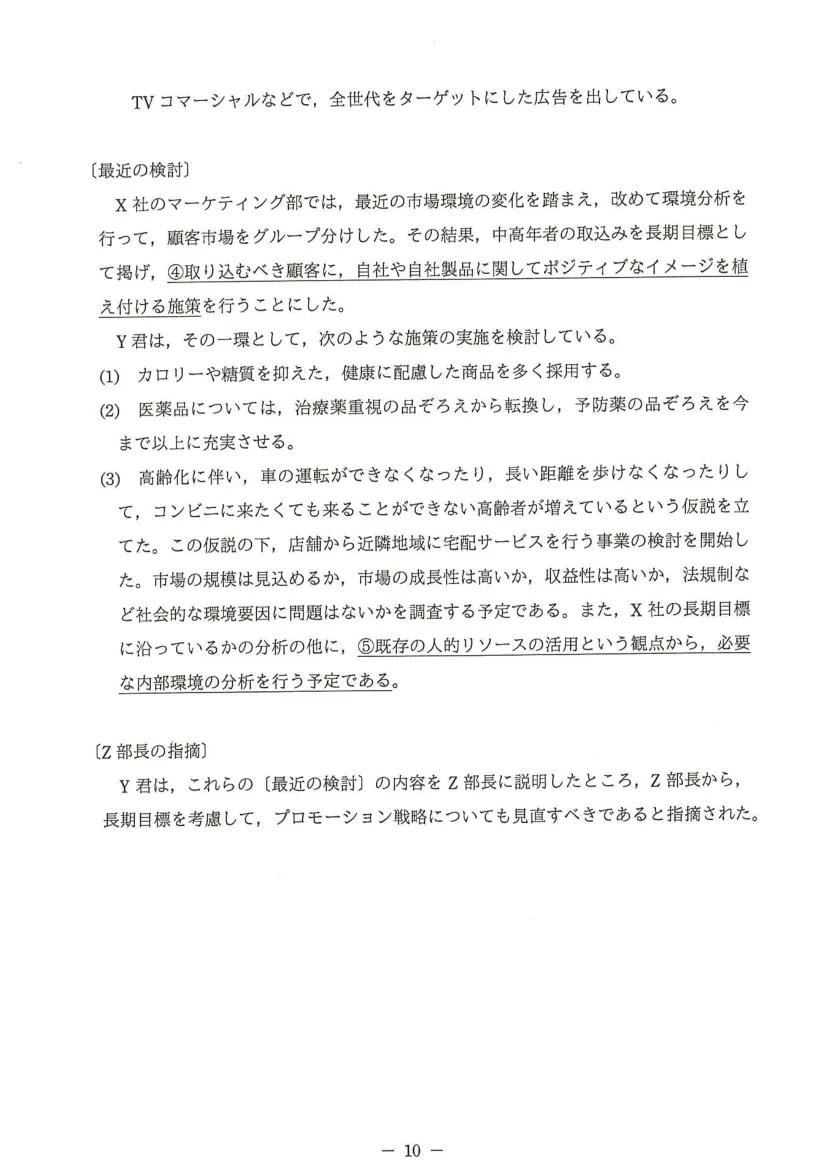 TV コマーシャルなどで，全世代をターゲットにした広告を出している。
〔最近の検討〕
X 社のマーケティング部では，最近の市場環境の変化を踏まえ，改めて環境分析を
行って，顧客市場をグループ分けした。その結果，中高年者の取込みを長期目標とし
て掲げ，④取り込むべき顧客に，自社や自社製品に関してポジティブなイメージを植
え付ける施策を行うことにした。
Y 君は，その一環として，次のような施策の実施を検討している。
(1) カロリーや糖質を抑えた，健康に配慮した商品を多く採用する。
(2) 医薬品については，治療薬重視の品ぞろえから転換し，予防薬の品ぞろえを今
まで以上に充実させる。
(3) 高齢化に伴い，車の運転ができなくなったり，長い距離を歩けなくなったりし
て，コンビニに来たくても来ることができない高齢者が増えているという仮説を立
てた。この仮説の下，店舗から近隣地域に宅配サービスを行う事業の検討を開始し
た。市場の規模は見込めるか，市場の成長性は高いか，収益性は高いか，法規制な
ど社会的な環境要因に問題はないかを調査する予定である。また，X 社の長期目標
に沿っているかの分析の他に，⑤既存の人的リソースの活用という観点から，必要
な内部環境の分析を行う予定である。
〔Z 部長の指摘〕
Y 君は，これらの〔最近の検討〕の内容を Z 部長に説明したところ，Z 部長から，
長期目標を考慮して，プロモーション戦略についても見直すべきであると指摘された。
－ 10 －